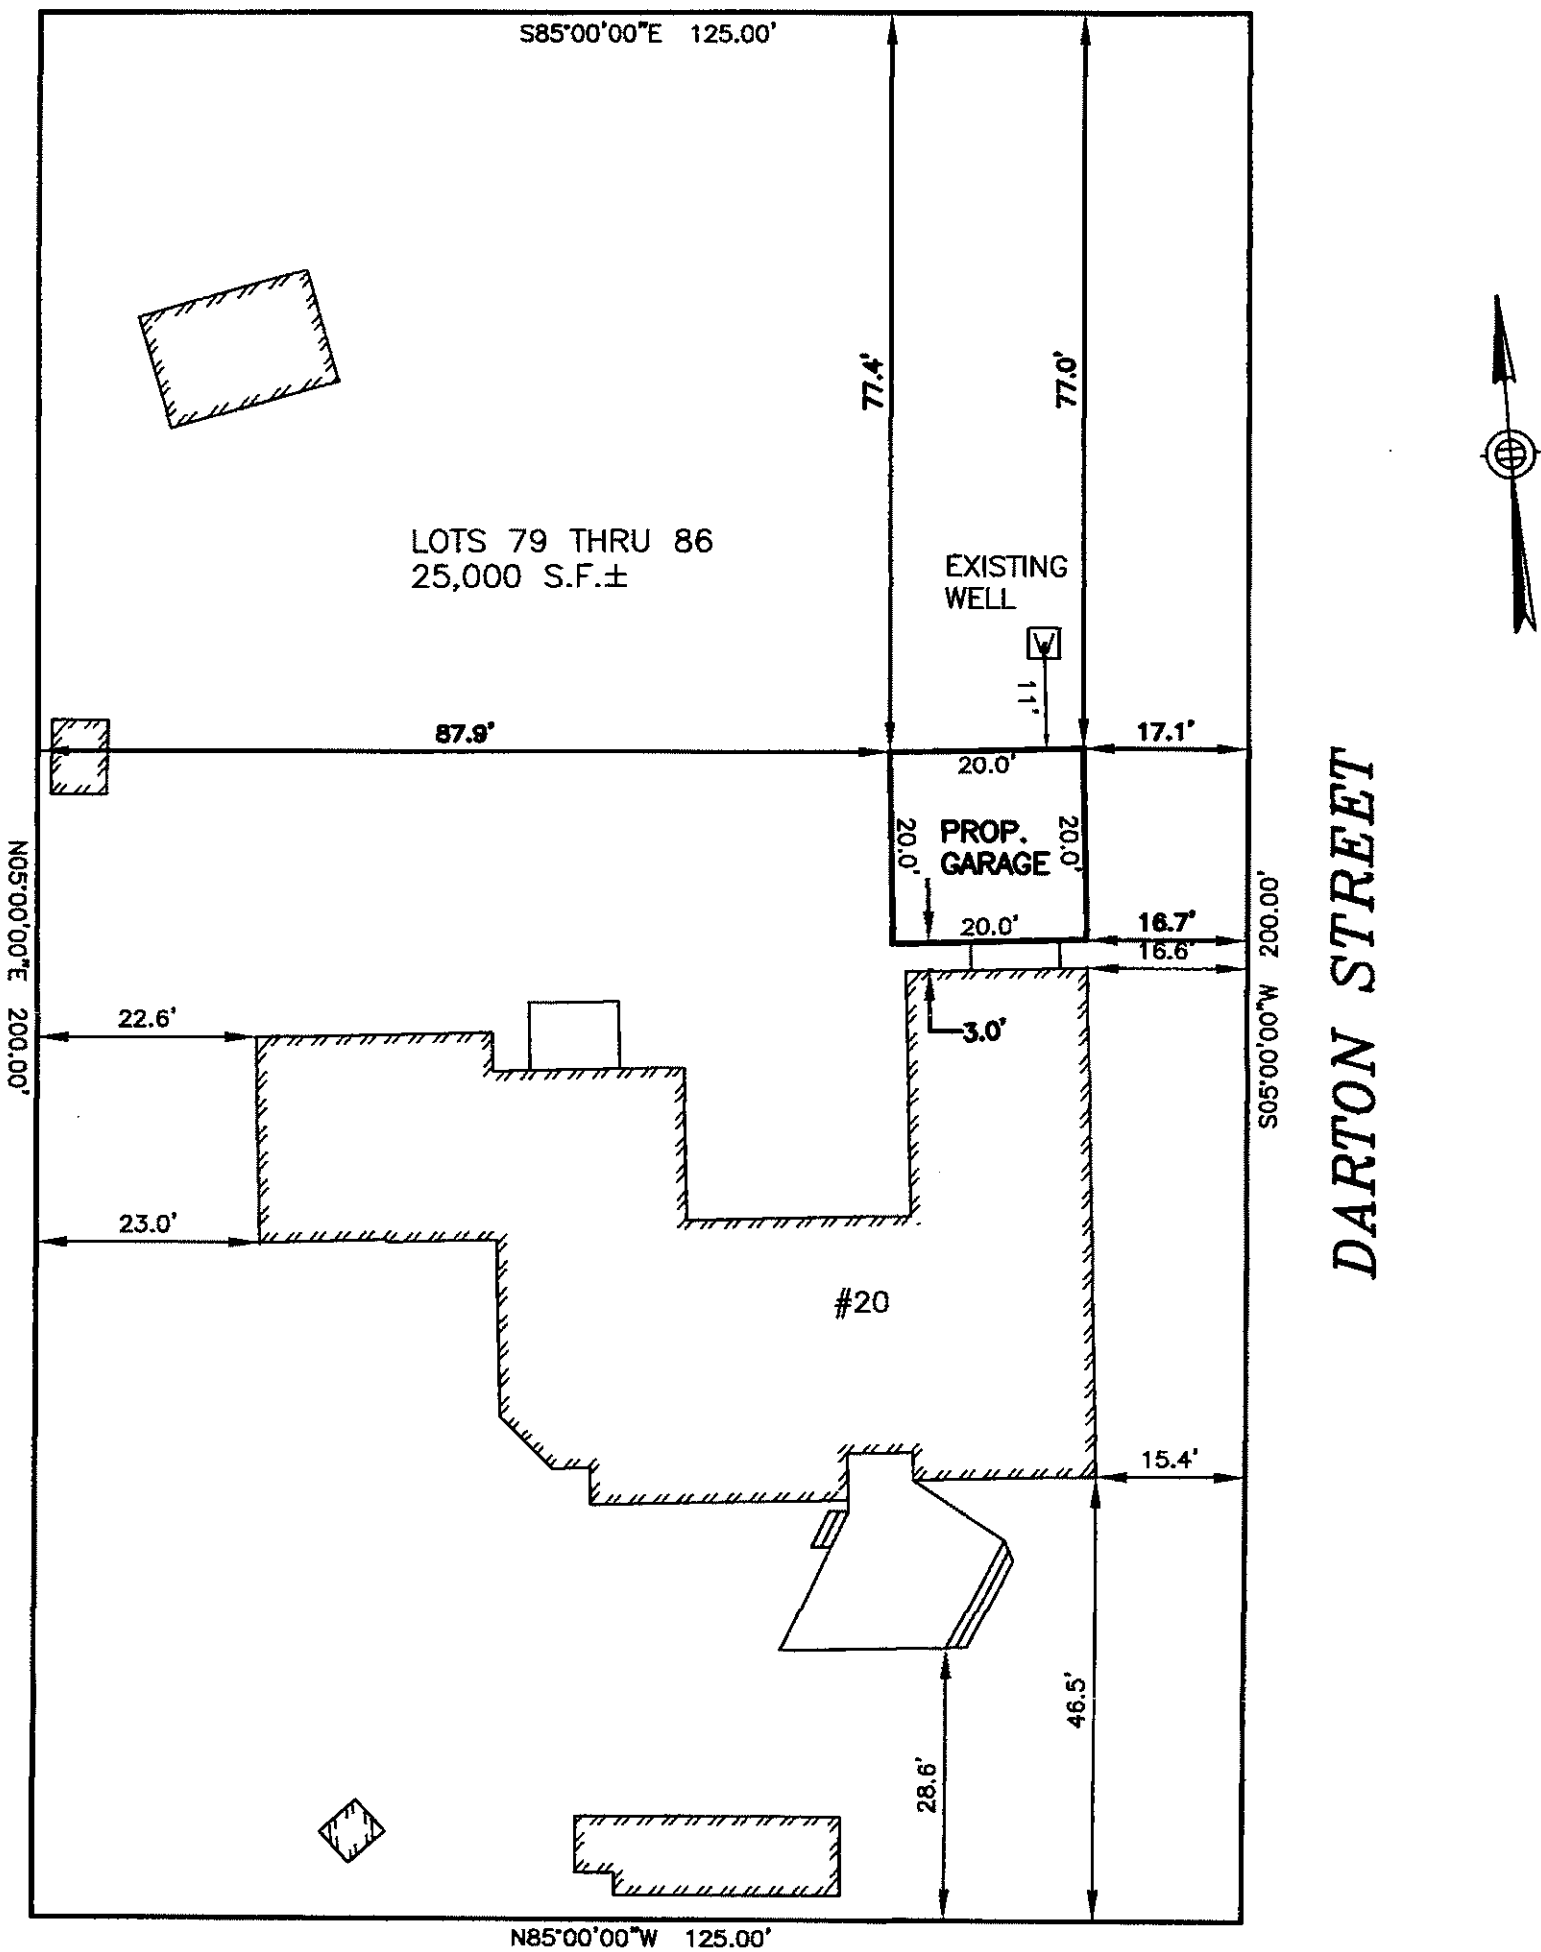 S85°00'00"E 125.00'
77.4'
77.0'
LOTS 79 THRU 86
25,000 S.F.±
EXISTING
WELL
W
11'
87.9'
17.1'
20.0'
20.0'
PROP.
GARAGE
20.0'
20.0'
16.7'
16.6'
3.0'
DARTON STREET
S05°00'00"W 200.00'
N05°00'00"E 200.00'
22.6'
23.0'
#20
15.4'
46.5'
28.6'
N85°00'00"W 125.00'